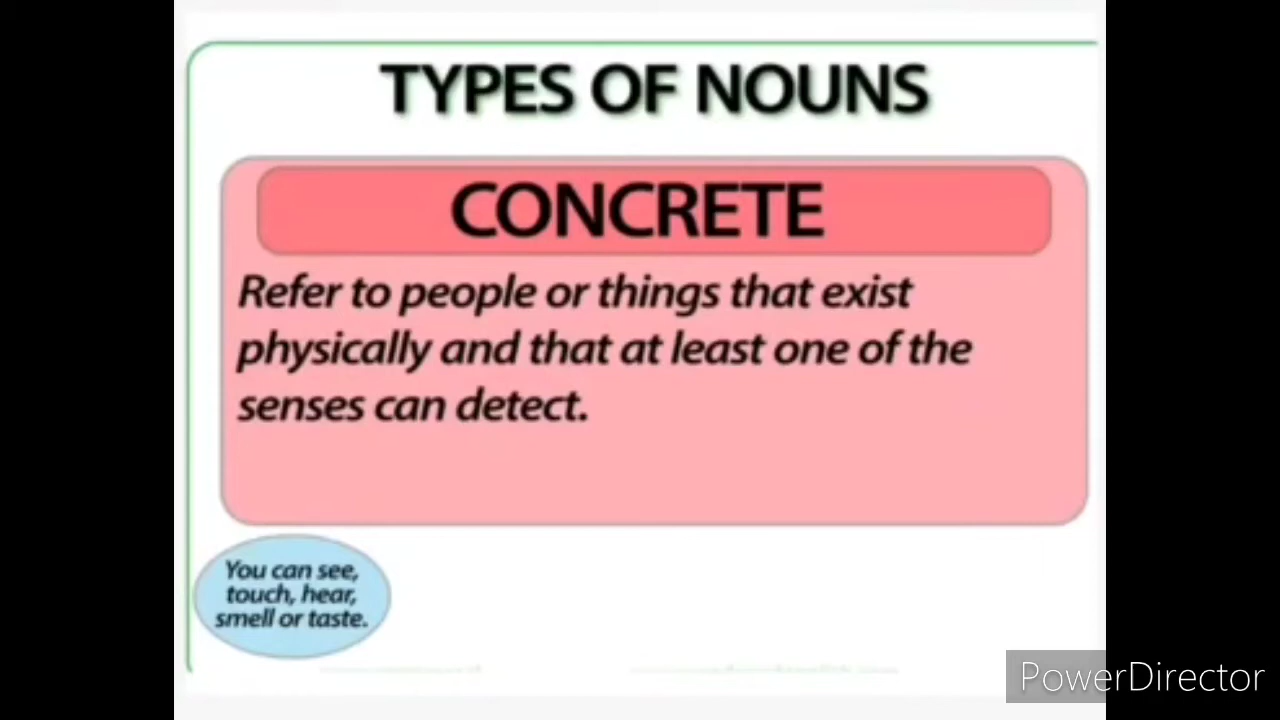 TYPES OF NOUNS
CONCRETE
Refer to people or things that exist
physically and that at least one of the
senses can detect.
You can see,
touch, hear,
smell or taste.
PowerDirector